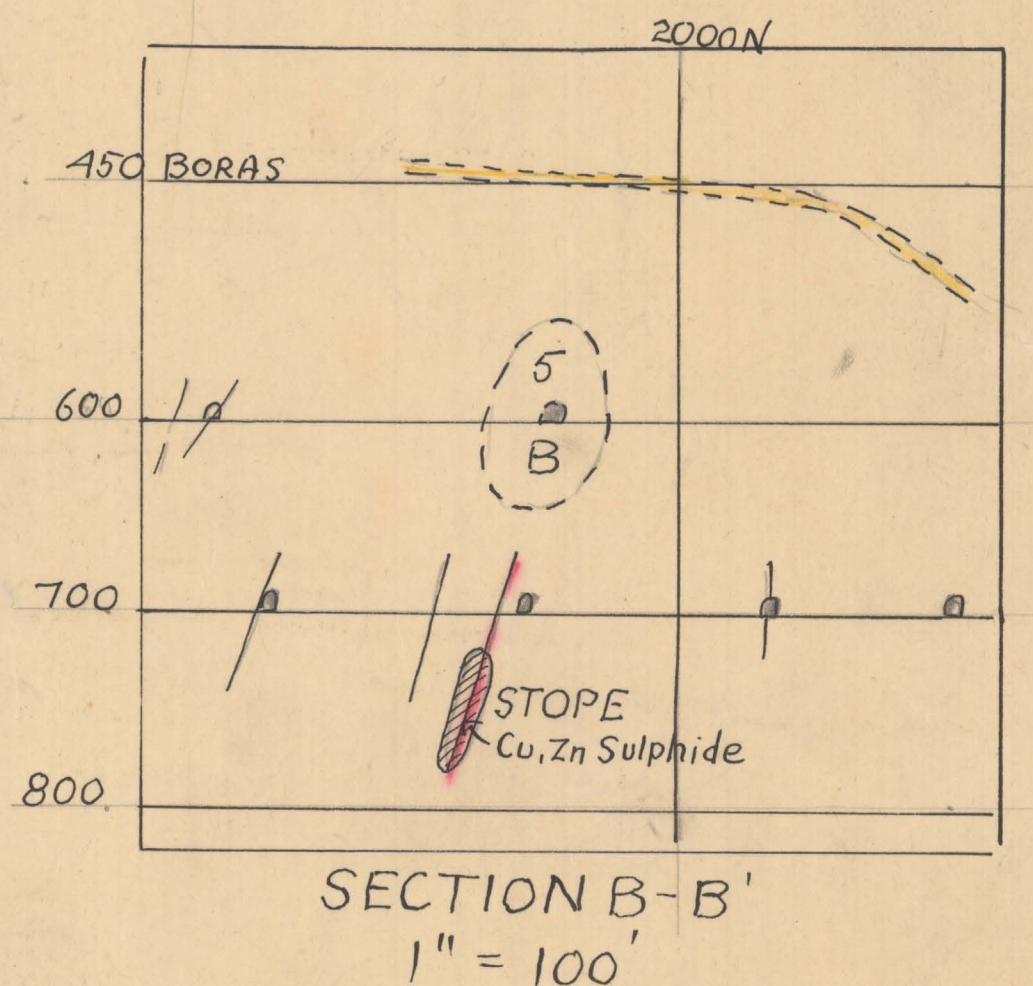 2000N
450 BORAS
5
600
B
700
STOPE
Cu, Zn Sulphide
800
SECTION B-B'
1" = 100'